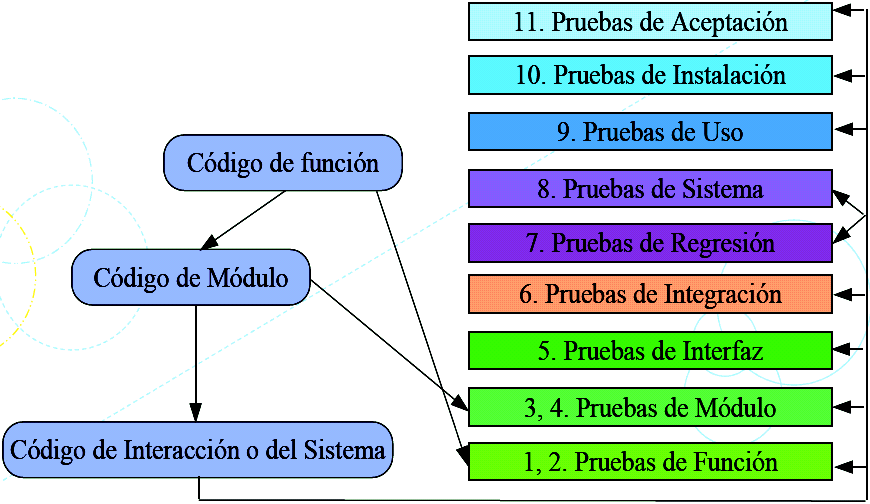 11. Pruebas de Aceptación
10. Pruebas de Instalación
9. Pruebas de Uso
Código de función
8. Pruebas de Sistema
7. Pruebas de Regresión
Código de Módulo
6. Pruebas de Integración
5. Pruebas de Interfaz
3, 4. Pruebas de Módulo
Código de Interacción o del Sistema
1, 2. Pruebas de Función